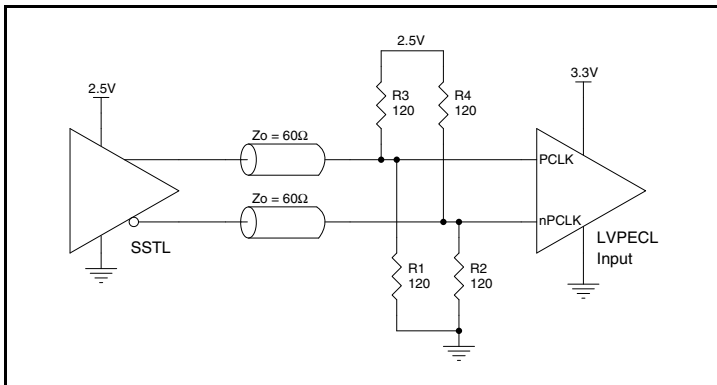 2.5V
2.5V
3.3V
R3
120
R4
120
Zo = 60Ω
PCLK
Zo = 60Ω
nPCLK
SSTL
LVPECL
Input
R1
120
R2
120